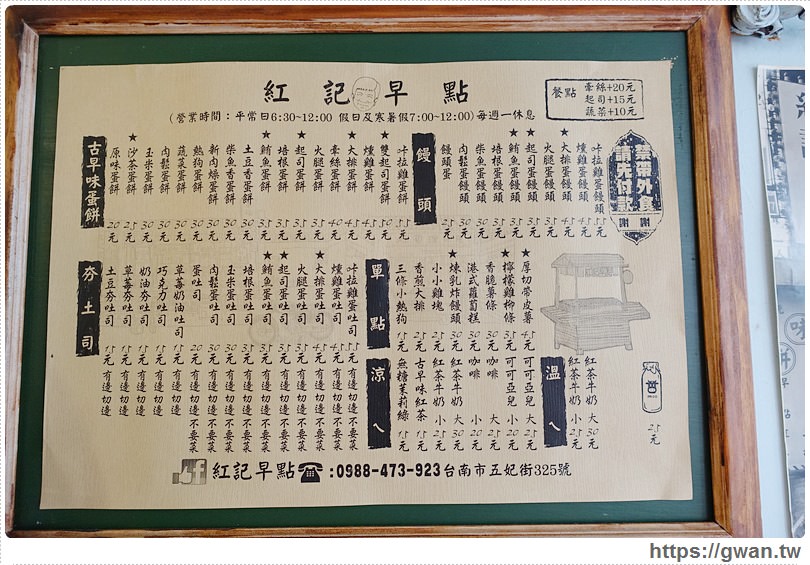 紅記早點
(營業時間：平常日6:30~12:00 假日及寒暑假7:00~12:00)每週一休息
餐點
牽絲+20元
起司+15元
蔬菜+10元
禁帶外食
請先付款
謝謝
古早味蛋餅
原味蛋餅 20元
★沙茶蛋餅 25元
玉米蛋餅 30元
肉鬆蛋餅 30元
蔬菜蛋餅 30元
熱狗蛋餅 30元
新肉燥蛋餅 30元
土豆香蛋餅 30元
柴魚香蛋餅 30元
★鮪魚蛋餅 35元
培根蛋餅 35元
★起司蛋餅 35元
火腿蛋餅 35元
牽絲蛋餅 40元
★大排蛋餅 45元
燻雞蛋餅 45元
★雙起司蛋餅 50元
咔拉雞蛋餅 55元
饅頭
饅頭蛋 25元
肉鬆蛋饅頭 30元
柴魚蛋饅頭 30元
培根蛋饅頭 35元
★鮪魚蛋饅頭 35元
★起司蛋饅頭 35元
火腿蛋饅頭 35元
★大排蛋饅頭 45元
燻雞蛋饅頭 45元
咔拉雞蛋饅頭 55元
夯土司
土豆夯吐司 15元 有邊 切邊
草莓夯吐司 15元 有邊 切邊
奶油夯吐司 15元 有邊 切邊
巧克力吐司 15元 有邊 切邊
草莓奶油吐司 15元 有邊 切邊
蛋吐司 20元 有邊 切邊 不要菜
肉鬆蛋吐司 30元 有邊 切邊 不要菜
玉米蛋吐司 30元 有邊 切邊 不要菜
培根蛋吐司 35元 有邊 切邊 不要菜
★鮪魚蛋吐司 35元 有邊 切邊 不要菜
★起司蛋吐司 35元 有邊 切邊 不要菜
火腿蛋吐司 35元 有邊 切邊 不要菜
★大排蛋吐司 45元 有邊 切邊 不要菜
燻雞蛋吐司 45元 有邊 切邊 不要菜
咔拉雞蛋吐司 55元 有邊 切邊 不要菜
單點
三條小熱狗 15元
香煎大排 25元
小小雞塊 25元
★煉乳炸饅頭 30元
港式蘿蔔糕 30元
香脆薯條 30元
★檸檬雞柳條 35元
★厚切帶皮薯 45元
涼
無糖茉莉綠 15元
古早味紅茶 15元
紅茶牛奶 小 25元
紅茶牛奶 大 30元
咖啡 小 20元
咖啡 大 25元
可可亞兒 小 20元
可可亞兒 大 25元
溫
紅茶牛奶 小 25元
紅茶牛奶 大 30元
25元
紅記早點☎:0988-473-923台南市五妃街325號
https://gwan.tw